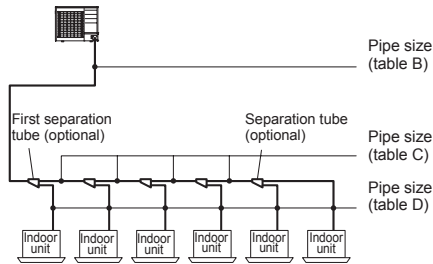 Pipe size
(table B)
First separation
tube (optional)
Separation tube
(optional)
Pipe size
(table C)
Pipe size
(table D)
Indoor
unit
Indoor
unit
Indoor
unit
Indoor
unit
Indoor
unit
Indoor
unit